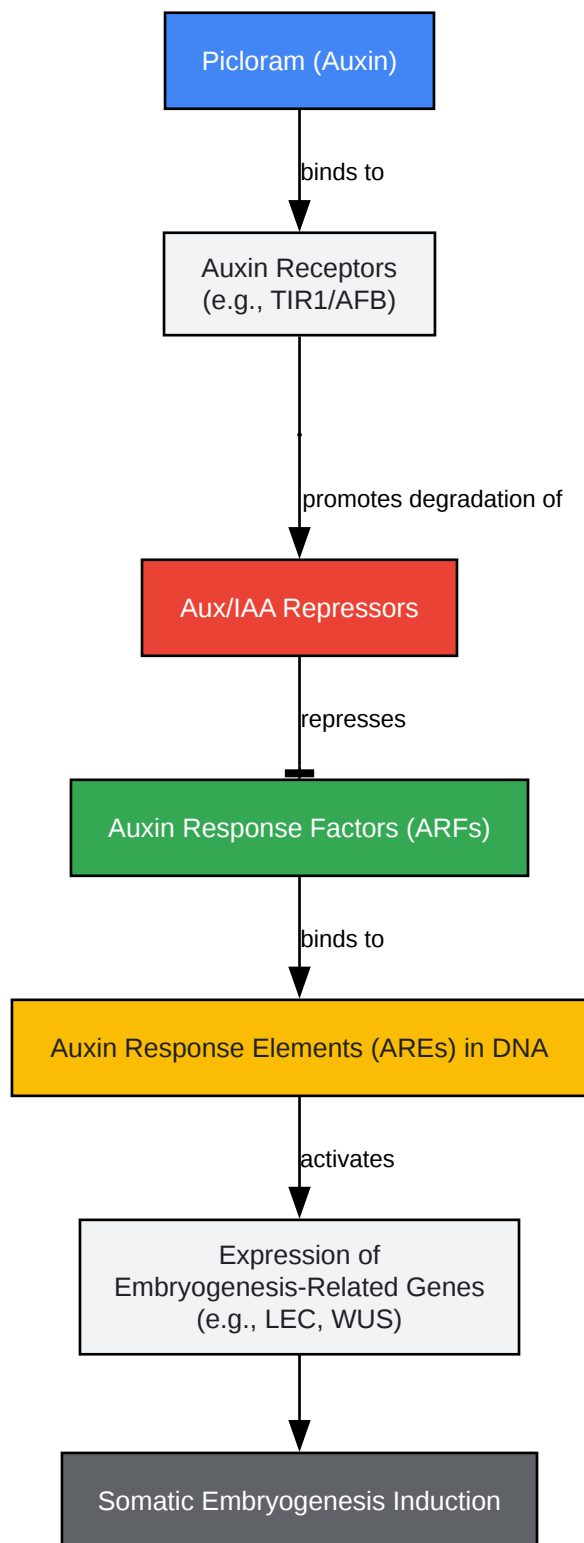 Picloram (Auxin)
binds to
Auxin Receptors
(e.g., TIR1/AFB)
promotes degradation of
Aux/IAA Repressors
represses
Auxin Response Factors (ARFs)
binds to
Auxin Response Elements (AREs) in DNA
activates
Expression of
Embryogenesis-Related Genes
(e.g., LEC, WUS)
Somatic Embryogenesis Induction